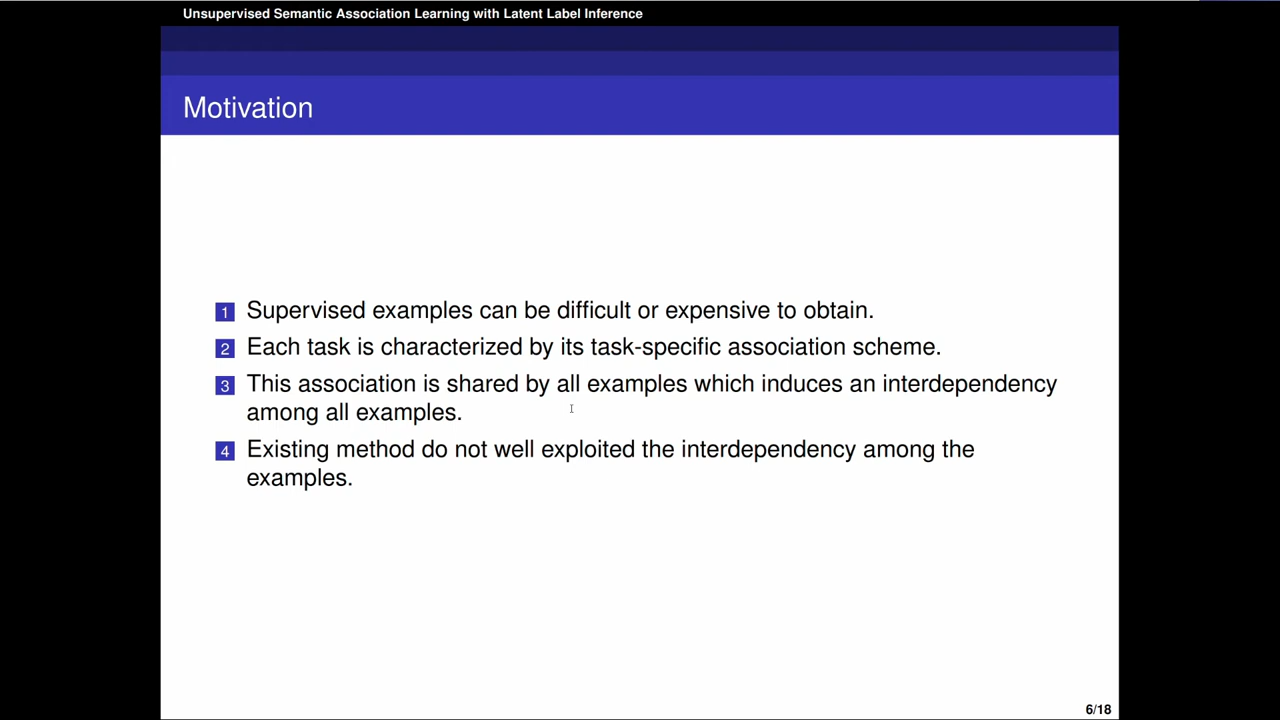 Unsupervised Semantic Association Learning with Latent Label Inference
Motivation
1 Supervised examples can be difficult or expensive to obtain.
2 Each task is characterized by its task-specific association scheme.
3 This association is shared by all examples which induces an interdependency
among all examples.
4 Existing method do not well exploited the interdependency among the
examples.
6/18